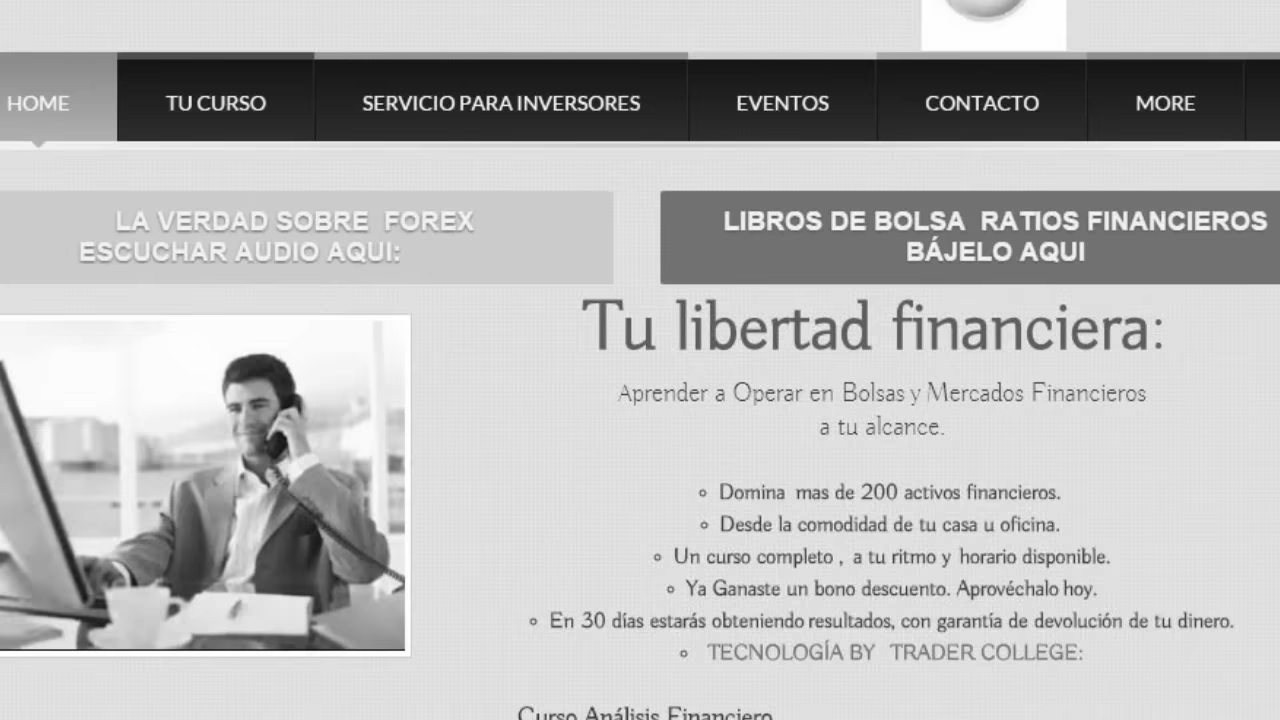 HOME TU CURSO SERVICIO PARA INVERSORES EVENTOS CONTACTO MORE
LA VERDAD SOBRE FOREX
ESCUCHAR AUDIO AQUI:
LIBROS DE BOLSA RATIOS FINANCIEROS
BÁJELO AQUI
Tu libertad financiera:
Aprender a Operar en Bolsas y Mercados Financieros
a tu alcance.
Domina mas de 200 activos financieros.
Desde la comodidad de tu casa u oficina.
Un curso completo , a tu ritmo y horario disponible.
Ya Ganaste un bono descuento. Aprovéchalo hoy.
En 30 días estarás obteniendo resultados, con garantía de devolución de tu dinero.
TECNOLOGÍA BY TRADER COLLEGE:
Curso Análisis Financiero